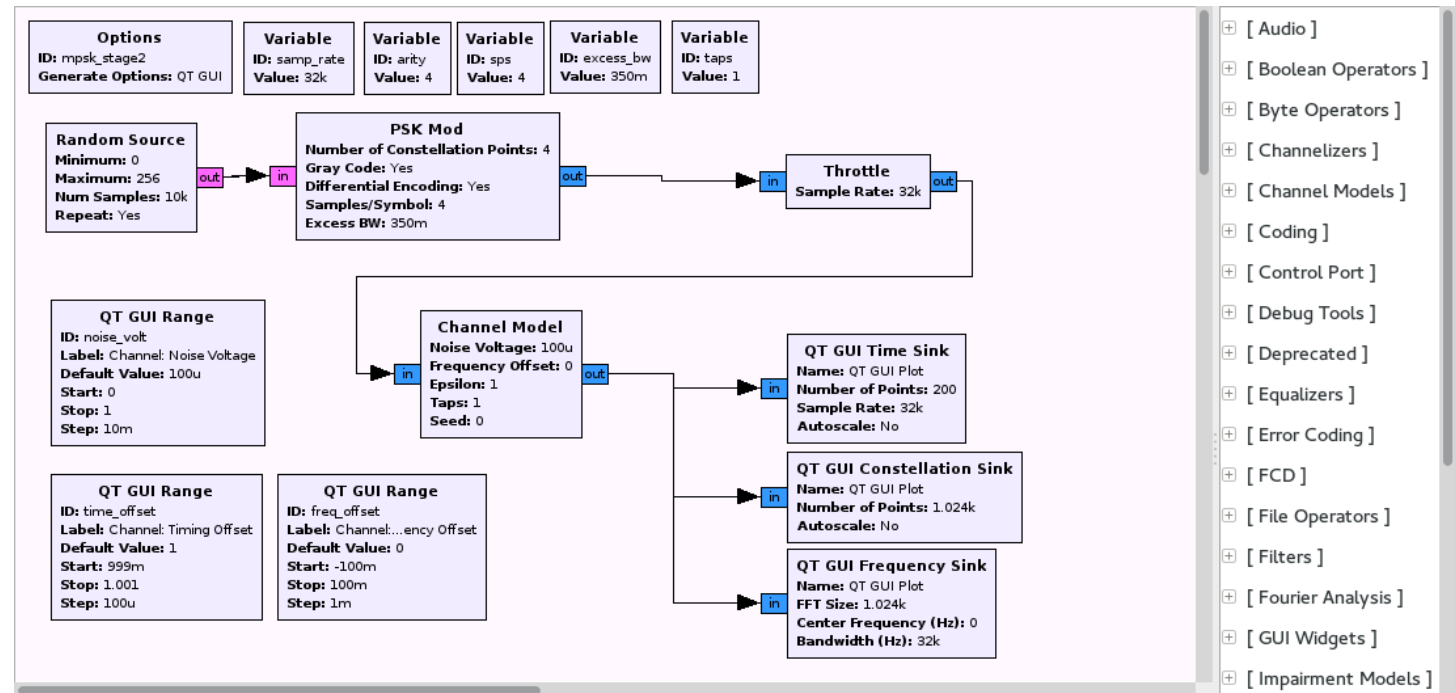 Options
ID: mpsk_stage2
Generate Options: QT GUI
Variable
ID: samp_rate
Value: 32k
Variable
ID: arity
Value: 4
Variable
ID: sps
Value: 4
Variable
ID: excess_bw
Value: 350m
Variable
ID: taps
Value: 1
Random Source
Minimum: 0
Maximum: 256
Num Samples: 10k
Repeat: Yes
out
in
PSK Mod
Number of Constellation Points: 4
Gray Code: Yes
Differential Encoding: Yes
Samples/Symbol: 4
Excess BW: 350m
out
in
Throttle
Sample Rate: 32k
out
QT GUI Range
ID: noise_volt
Label: Channel: Noise Voltage
Default Value: 100u
Start: 0
Stop: 1
Step: 10m
in
Channel Model
Noise Voltage: 100u
Frequency Offset: 0
Epsilon: 1
Taps: 1
Seed: 0
out
in
QT GUI Time Sink
Name: QT GUI Plot
Number of Points: 200
Sample Rate: 32k
Autoscale: No
in
QT GUI Constellation Sink
Name: QT GUI Plot
Number of Points: 1.024k
Autoscale: No
QT GUI Range
ID: time_offset
Label: Channel: Timing Offset
Default Value: 1
Start: 999m
Stop: 1.001
Step: 100u
QT GUI Range
ID: freq_offset
Label: Channel:...ency Offset
Default Value: 0
Start: -100m
Stop: 100m
Step: 1m
in
QT GUI Frequency Sink
Name: QT GUI Plot
FFT Size: 1.024k
Center Frequency (Hz): 0
Bandwidth (Hz): 32k
[ Audio ]
[ Boolean Operators ]
[ Byte Operators ]
[ Channelizers ]
[ Channel Models ]
[ Coding ]
[ Control Port ]
[ Debug Tools ]
[ Deprecated ]
[ Equalizers ]
[ Error Coding ]
[ FCD ]
[ File Operators ]
[ Filters ]
[ Fourier Analysis ]
[ GUI Widgets ]
[ Impairment Models ]